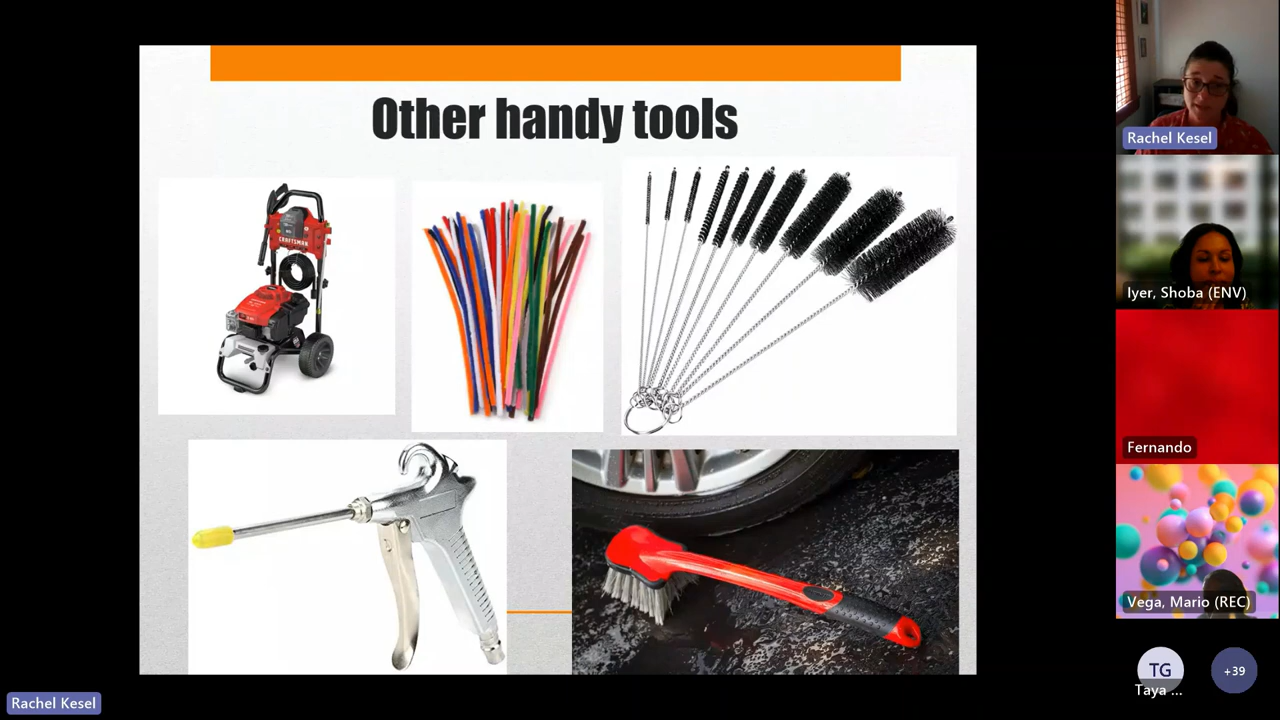 Other handy tools
CRAFTSMAN
Rachel Kesel
Iyer, Shoba (ENV)
Fernando
Vega, Mario (REC)
TG
Taya ...
+39
Rachel Kesel